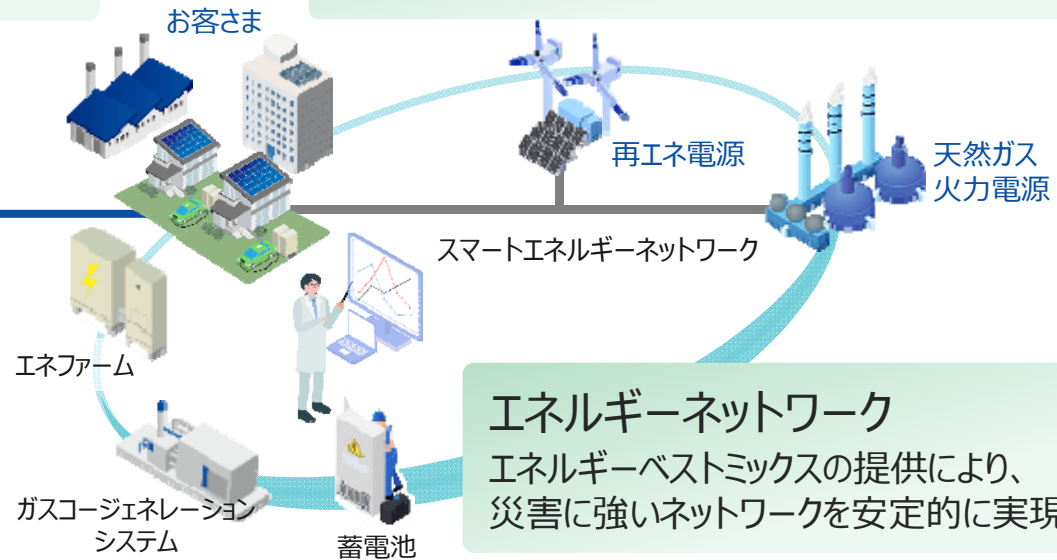 お客さま
再エネ電源
天然ガス
火力電源
スマートエネルギーネットワーク
エネファーム
ガスコージェネレーション
システム
蓄電池
エネルギーネットワーク
エネルギーベストミックスの提供により、
災害に強いネットワークを安定的に実現